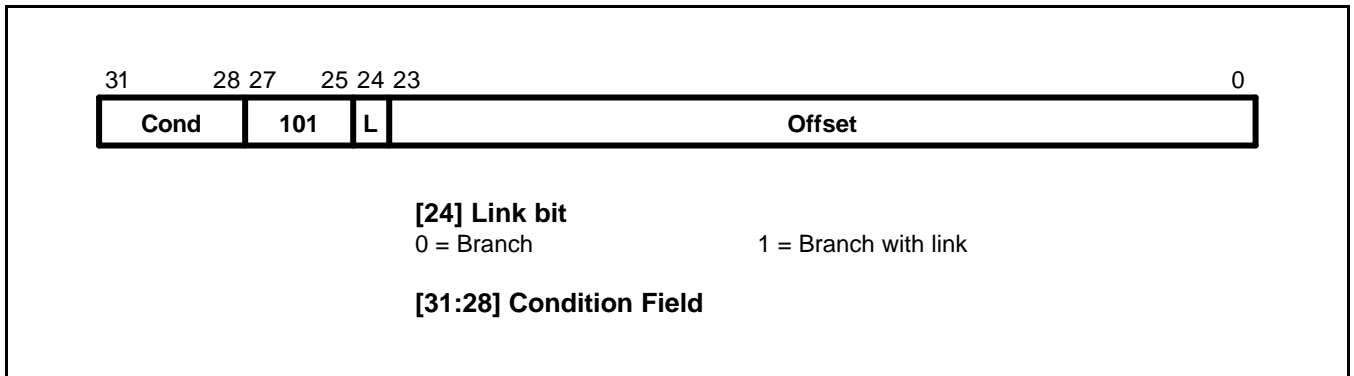 31 28 27 25 24 23 0
Cond 101 L Offset
[24] Link bit
0 = Branch 1 = Branch with link
[31:28] Condition Field